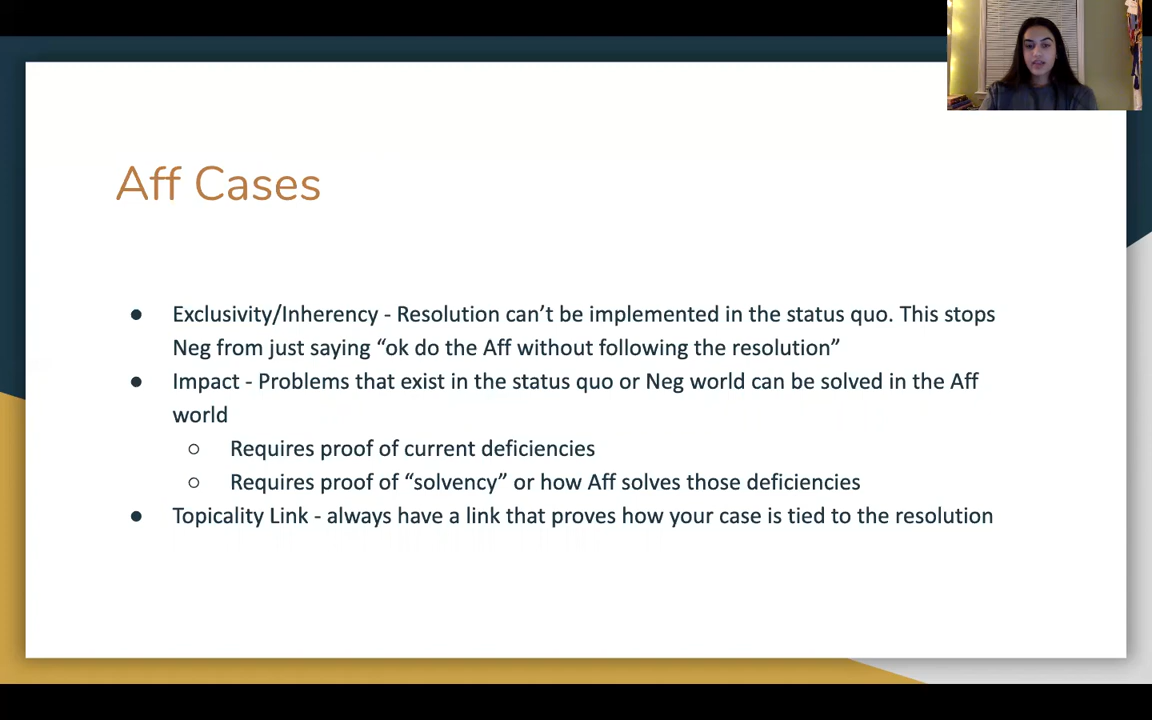 Aff Cases
● Exclusivity/Inherency - Resolution can’t be implemented in the status quo. This stops
Neg from just saying “ok do the Aff without following the resolution”
● Impact - Problems that exist in the status quo or Neg world can be solved in the Aff
world
○ Requires proof of current deficiencies
○ Requires proof of “solvency” or how Aff solves those deficiencies
● Topicality Link - always have a link that proves how your case is tied to the resolution